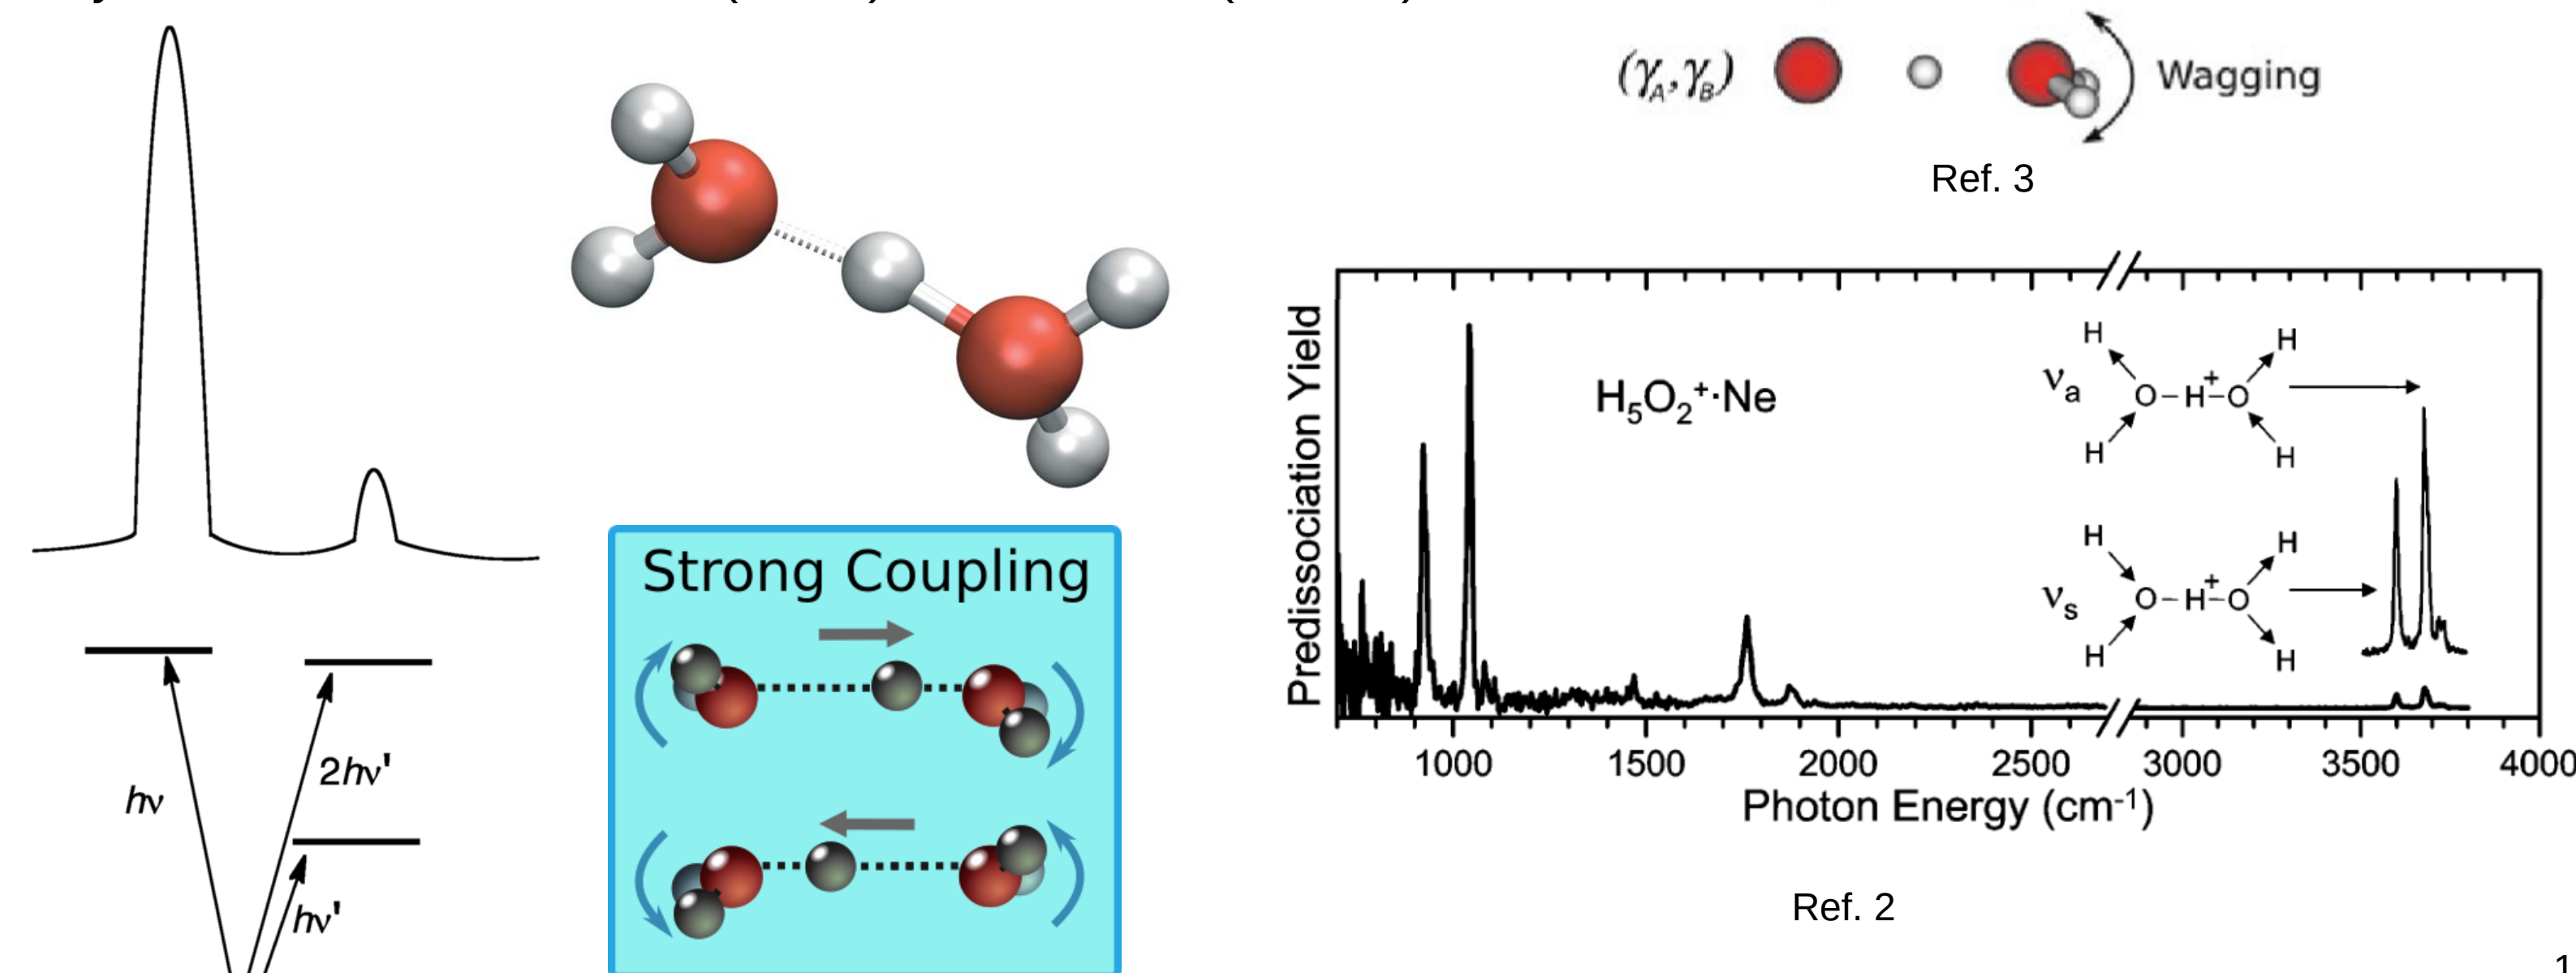 (γA,γB)
Wagging
Ref. 3
hν
2hν'
hν'
Strong Coupling
Predissociation Yield
H5O2+·Ne
νa
H
H
O–H+–O
H
H
νs
H
H
O–H+–O
H
H
1000 1500 2000 2500 3000 3500 4000
Photon Energy (cm-1)
Ref. 2
1